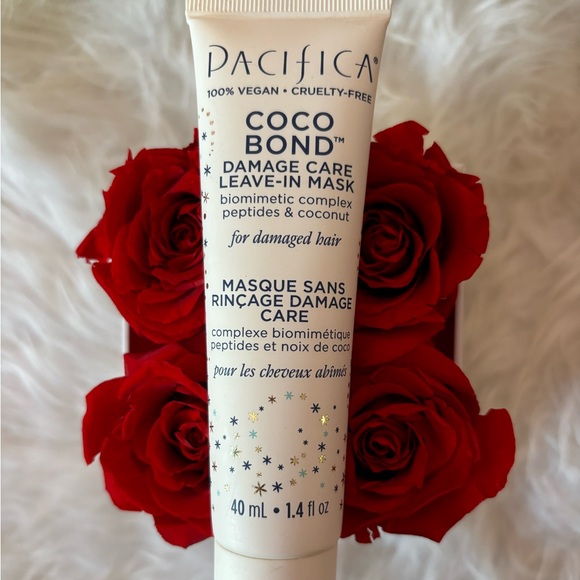 PACIFICA®
100% VEGAN • CRUELTY-FREE
COCO
BOND™
DAMAGE CARE
LEAVE-IN MASK
biomimetic complex
peptides & coconut
for damaged hair
MASQUE SANS
RINÇAGE DAMAGE
CARE
complexe biomimétique
peptides et noix de coco
pour les cheveux abîmés
40 mL • 1.4 fl oz